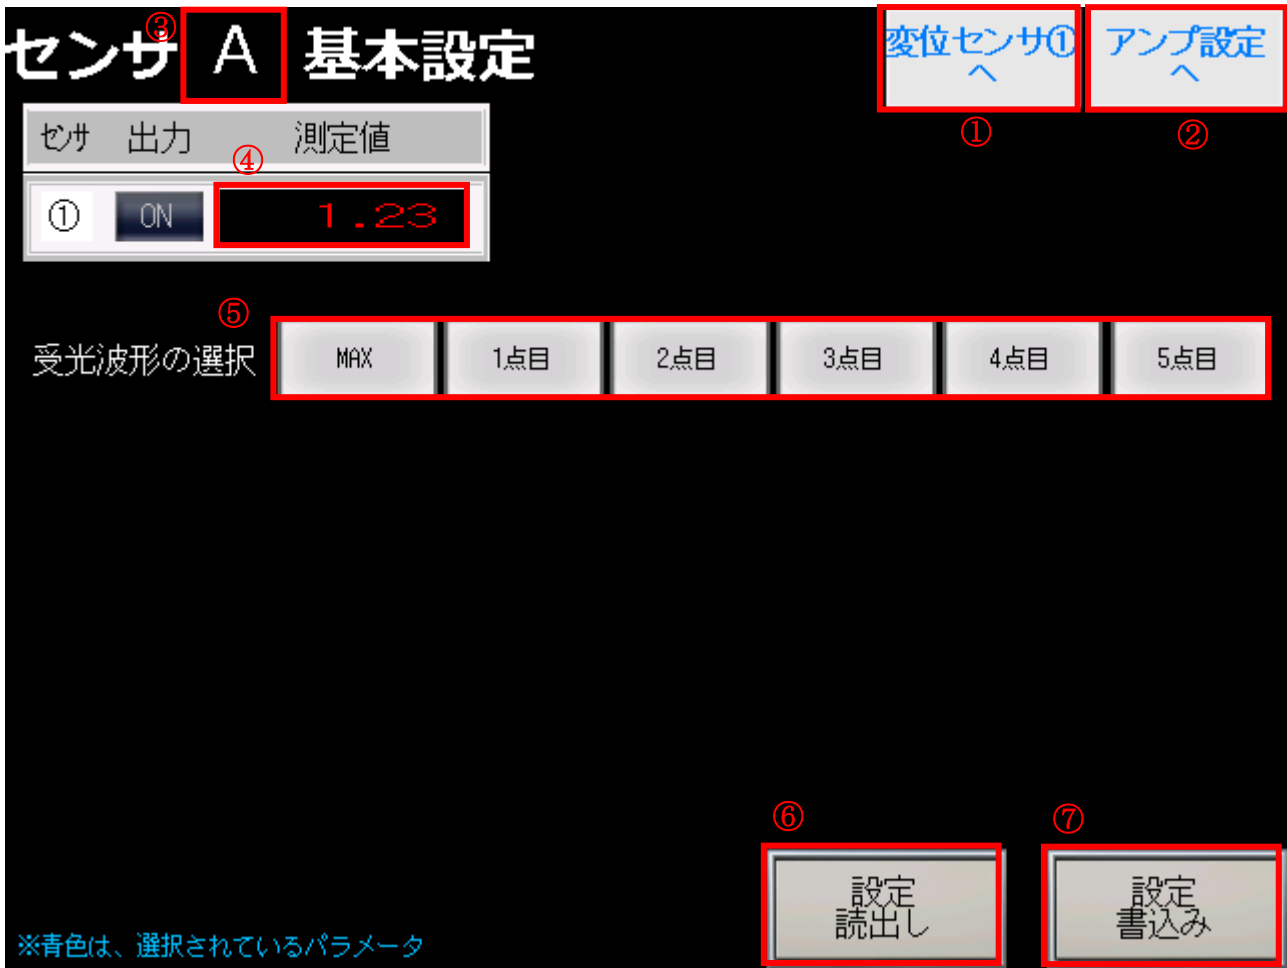 ③
センサ A 基本設定
変位センサ①
へ
アンプ設定
へ
①
②
センサ 出力 測定値
④
① ON 1.23
⑤
受光波形の選択 MAX 1点目 2点目 3点目 4点目 5点目
⑥
⑦
設定
読出し
設定
書込み
※青色は、選択されているパラメータ